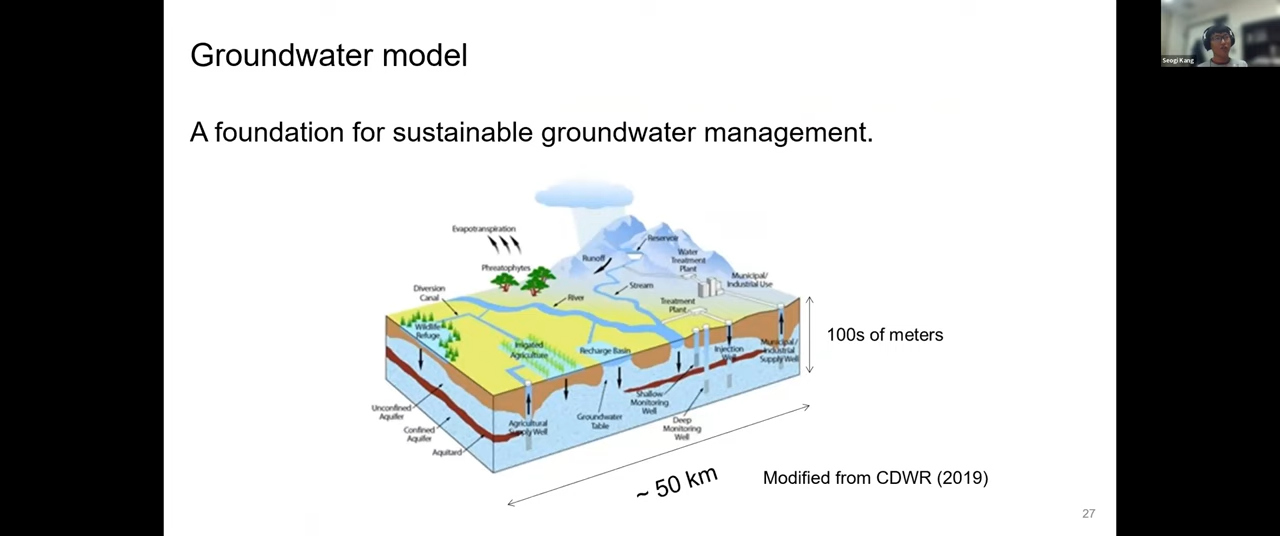 Groundwater model
Seogi Kang
A foundation for sustainable groundwater management.
Evapotranspiration
Reservoir
Runoff
Water
Treatment
Plant
Phreatophytes
Municipal/
Industrial Use
Diversion
Canal
Stream
River
Treatment
Plant
Wildlife
Refuge
100s of meters
Irrigated
Agriculture
Recharge Basin
Injection
Well
Municipal/
Industrial
Supply Well
Shallow
Monitoring
Well
Unconfined
Aquifer
Groundwater
Table
Agricultural
Supply Well
Deep
Monitoring
Well
Confined
Aquifer
Aquitard
~ 50 km
Modified from CDWR (2019)
27